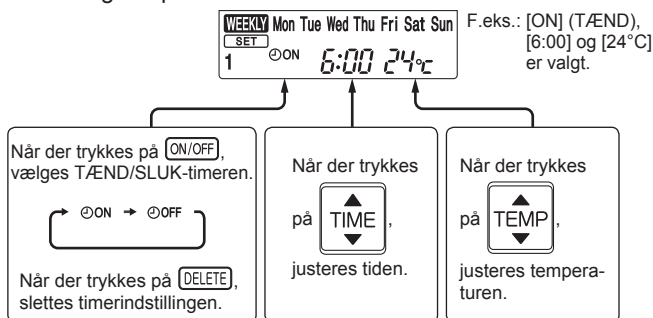 WEEKLY Mon Tue Wed Thu Fri Sat Sun
SET
1 ON 6:00 24°C
F.eks.: [ON] (TÆND),
[6:00] og [24°C]
er valgt.
Når der trykkes på ON/OFF,
vælges TÆND/SLUK-timeren.
ON OFF
Når der trykkes på DELETE,
slettes timerindstillingen.
Når der trykkes
på TIME,
justeres tiden.
Når der trykkes
på TEMP,
justeres tempera-
turen.